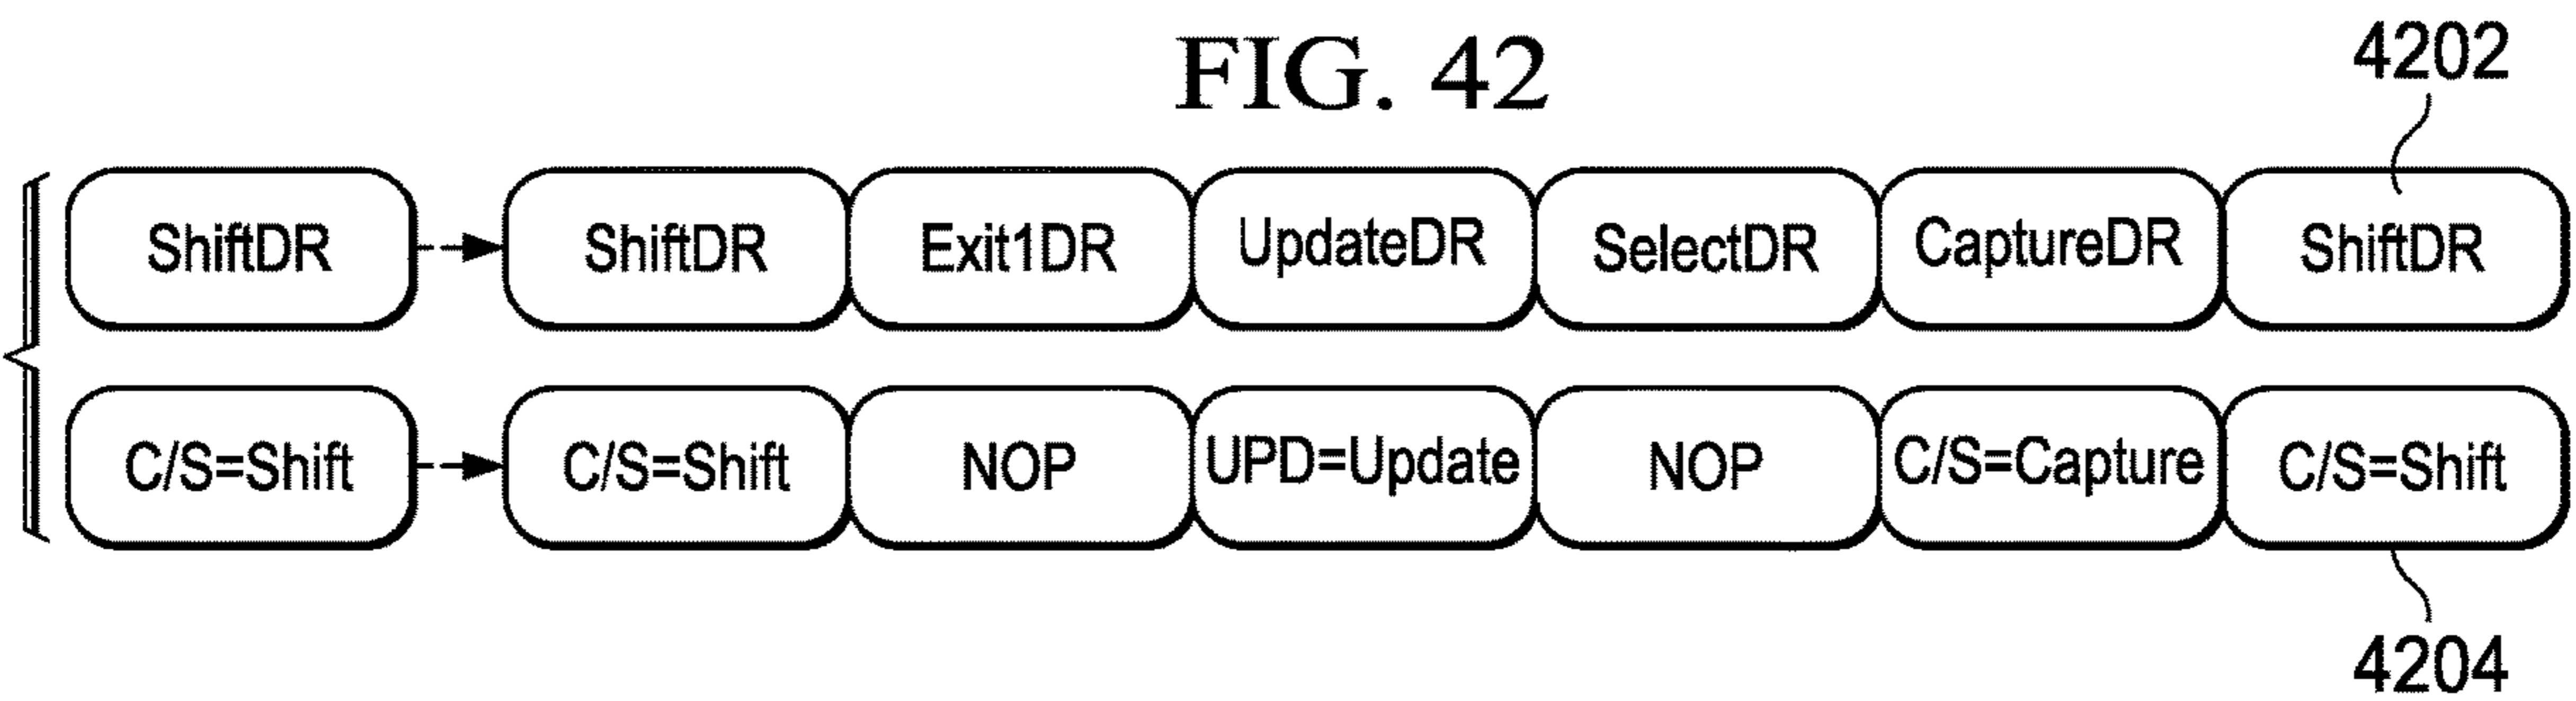 FIG. 42
4202
ShiftDR ShiftDR Exit1DR UpdateDR SelectDR CaptureDR ShiftDR
C/S=Shift C/S=Shift NOP UPD=Update NOP C/S=Capture C/S=Shift
4204